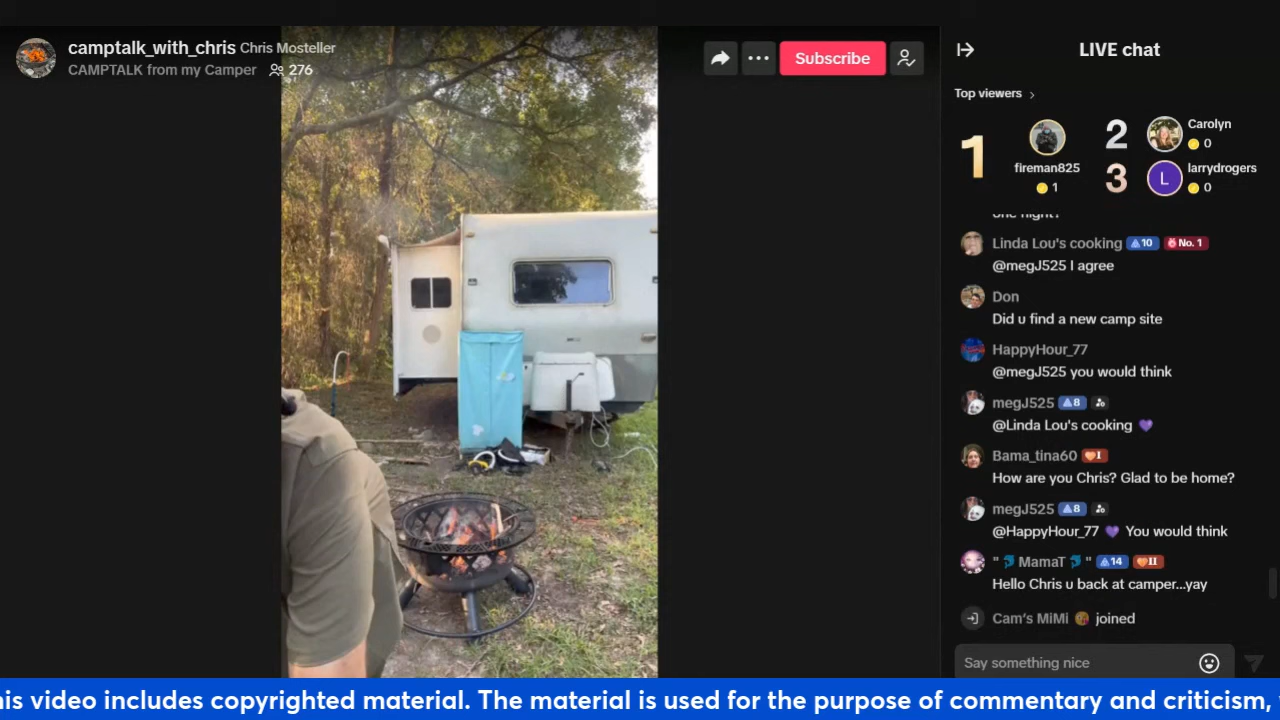 camptalk_with_chris Chris Mosteller
CAMPTALK from my Camper 276
Subscribe
LIVE chat
Top viewers >
1
fireman825
1
2
Carolyn
0
3
L
larrydrogers
0
one night?
Linda Lou's cooking 10 No. 1
@megJ525 I agree
Don
Did u find a new camp site
HappyHour_77
@megJ525 you would think
megJ525 8
@Linda Lou's cooking 💜
Bama_tina60 I
How are you Chris? Glad to be home?
megJ525 8
@HappyHour_77 💜 You would think
"🐬MamaT🐬" 14 II
Hello Chris u back at camper...yay
Cam's MiMi joined
Say something nice
his video includes copyrighted material. The material is used for the purpose of commentary and criticism,